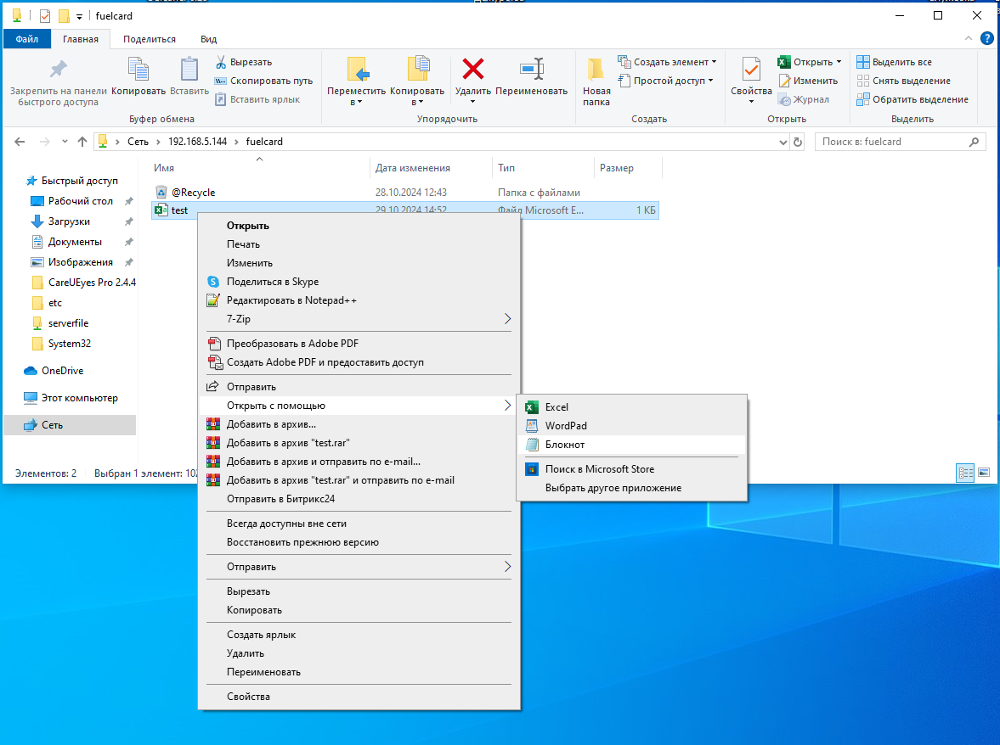 fuelcard
Файл Главная Поделиться Вид
Закрепить на панели быстрого доступа
Копировать
Вставить
Вырезать
Скопировать путь
Вставить ярлык
Буфер обмена
Переместить в
Копировать в
Удалить
Переименовать
Упорядочить
Новая папка
Создать элемент
Простой доступ
Создать
Свойства
Открыть
Изменить
Журнал
Открыть
Выделить все
Снять выделение
Обратить выделение
Выделить
Сеть > 192.168.5.144 > fuelcard
Поиск в: fuelcard
Имя Дата изменения Тип Размер
@Recycle 28.10.2024 12:43 Папка с файлами
test 29.10.2024 14:52 Файл Microsoft E... 1 КБ
Быстрый доступ
Рабочий стол
Загрузки
Документы
Изображения
CareUEyes Pro 2.4.4
etc
serverfile
System32
OneDrive
Этот компьютер
Сеть
Элементов: 2 Выбран 1 элемент: 102
Открыть
Печать
Изменить
Поделиться в Skype
Редактировать в Notepad++
7-Zip
Преобразовать в Adobe PDF
Создать Adobe PDF и предоставить доступ
Отправить
Открыть с помощью
Добавить в архив...
Добавить в архив "test.rar"
Добавить в архив и отправить по e-mail...
Добавить в архив "test.rar" и отправить по e-mail
Отправить в Битрикс24
Всегда доступны вне сети
Восстановить прежнюю версию
Отправить
Вырезать
Копировать
Создать ярлык
Удалить
Переименовать
Свойства
Excel
WordPad
Блокнот
Поиск в Microsoft Store
Выбрать другое приложение